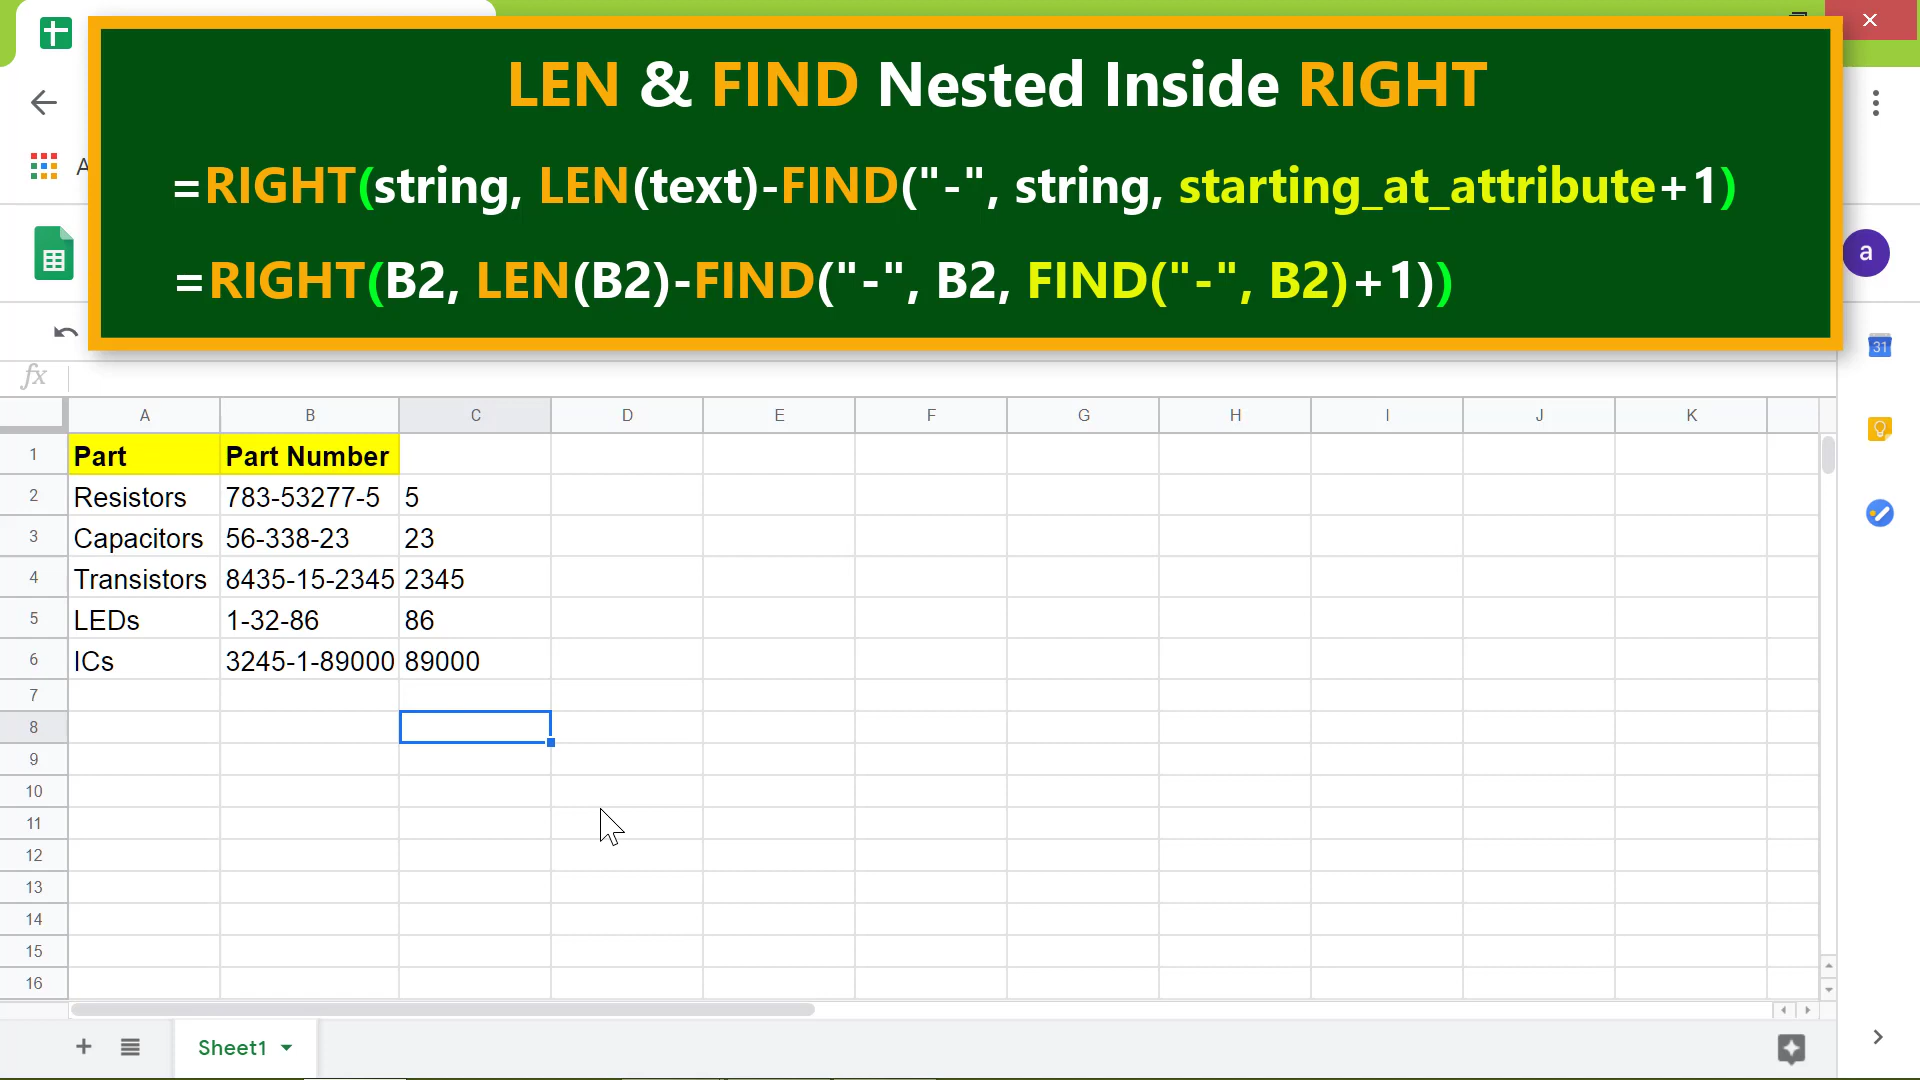 LEN & FIND Nested Inside RIGHT
A
=RIGHT(string, LEN(text)-FIND("-", string, starting_at_attribute+1)
a
=RIGHT(B2, LEN(B2)-FIND("-", B2, FIND("-", B2)+1))
31
fx
A B C D E F G H I J K
1 Part Part Number
2 Resistors 783-53277-5 5
3 Capacitors 56-338-23 23
4 Transistors 8435-15-2345 2345
5 LEDs 1-32-86 86
6 ICs 3245-1-89000 89000
7
8
9
10
11
12
13
14
15
16
Sheet1